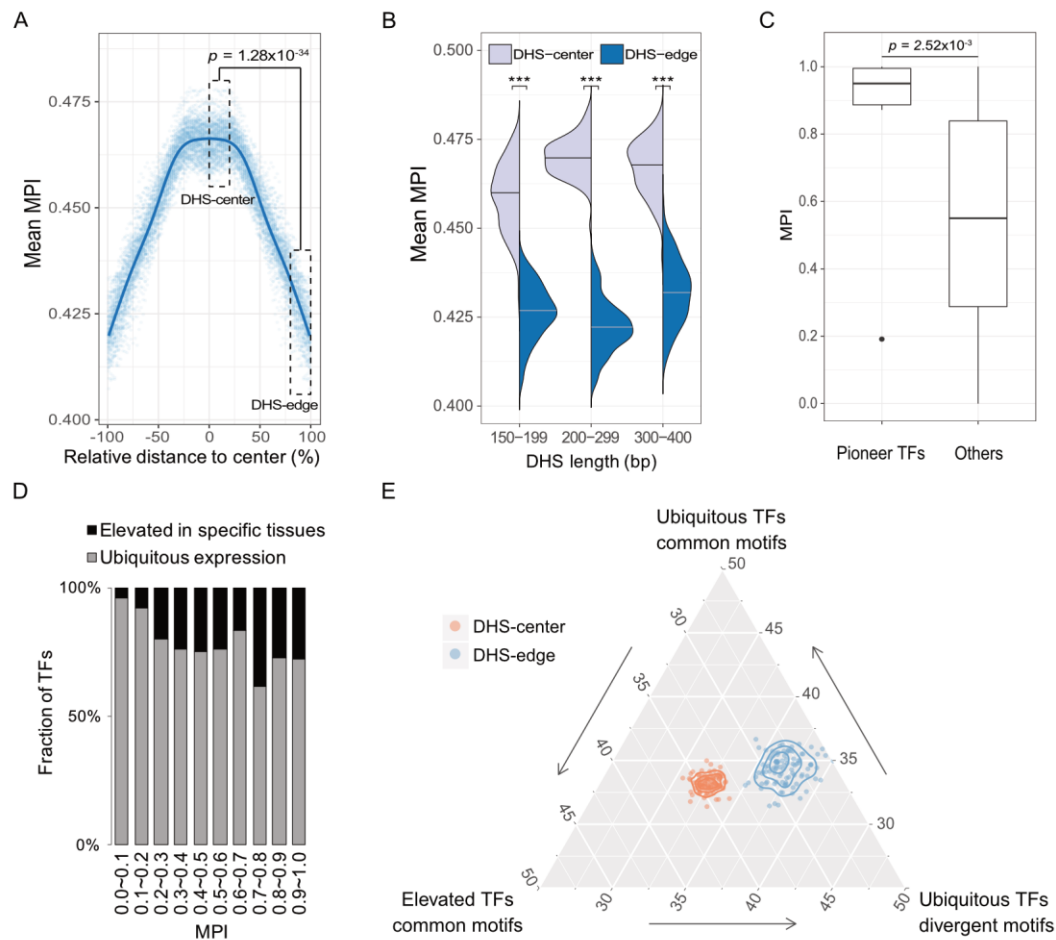 A
p = 1.28x10-34
0.475
0.450
0.425
0.400
Mean MPI
DHS-center
DHS-edge
-100
-50
0
50
100
Relative distance to center (%)
B
0.500
0.475
0.450
0.425
0.400
Mean MPI
DHS−center
DHS−edge
***
***
***
150−199
200−299
300−400
DHS length (bp)
C
p = 2.52x10-3
1.0
0.8
0.6
0.4
0.2
0.0
MPI
Pioneer TFs
Others
D
Elevated in specific tissues
Ubiquitous expression
100%
50%
0%
Fraction of TFs
0.0~0.1
0.1~0.2
0.2~0.3
0.3~0.4
0.4~0.5
0.5~0.6
0.6~0.7
0.7~0.8
0.8~0.9
0.9~1.0
MPI
E
Ubiquitous TFs
common motifs
DHS-center
DHS-edge
50
45
40
35
30
30
35
40
45
50
30
35
40
45
50
Elevated TFs
common motifs
Ubiquitous TFs
divergent motifs